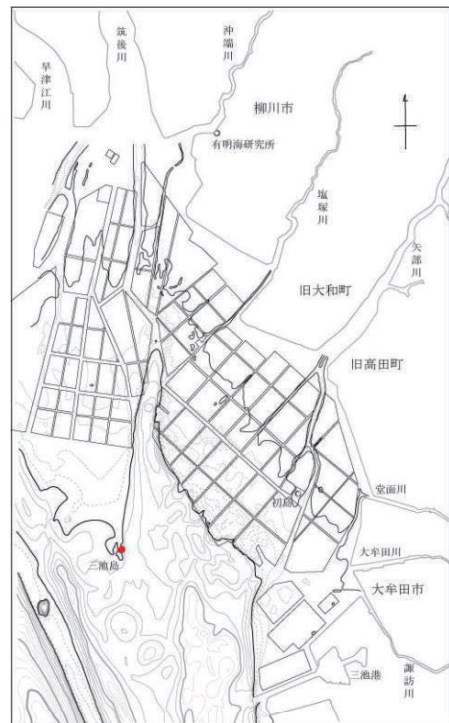 早津江川
筑後川
沖端川
柳川市
有明海研究所
塩塚川
矢部川
旧大和町
旧高田町
初島
堂面川
三池島
大牟田川
大牟田市
三池港
諏訪川